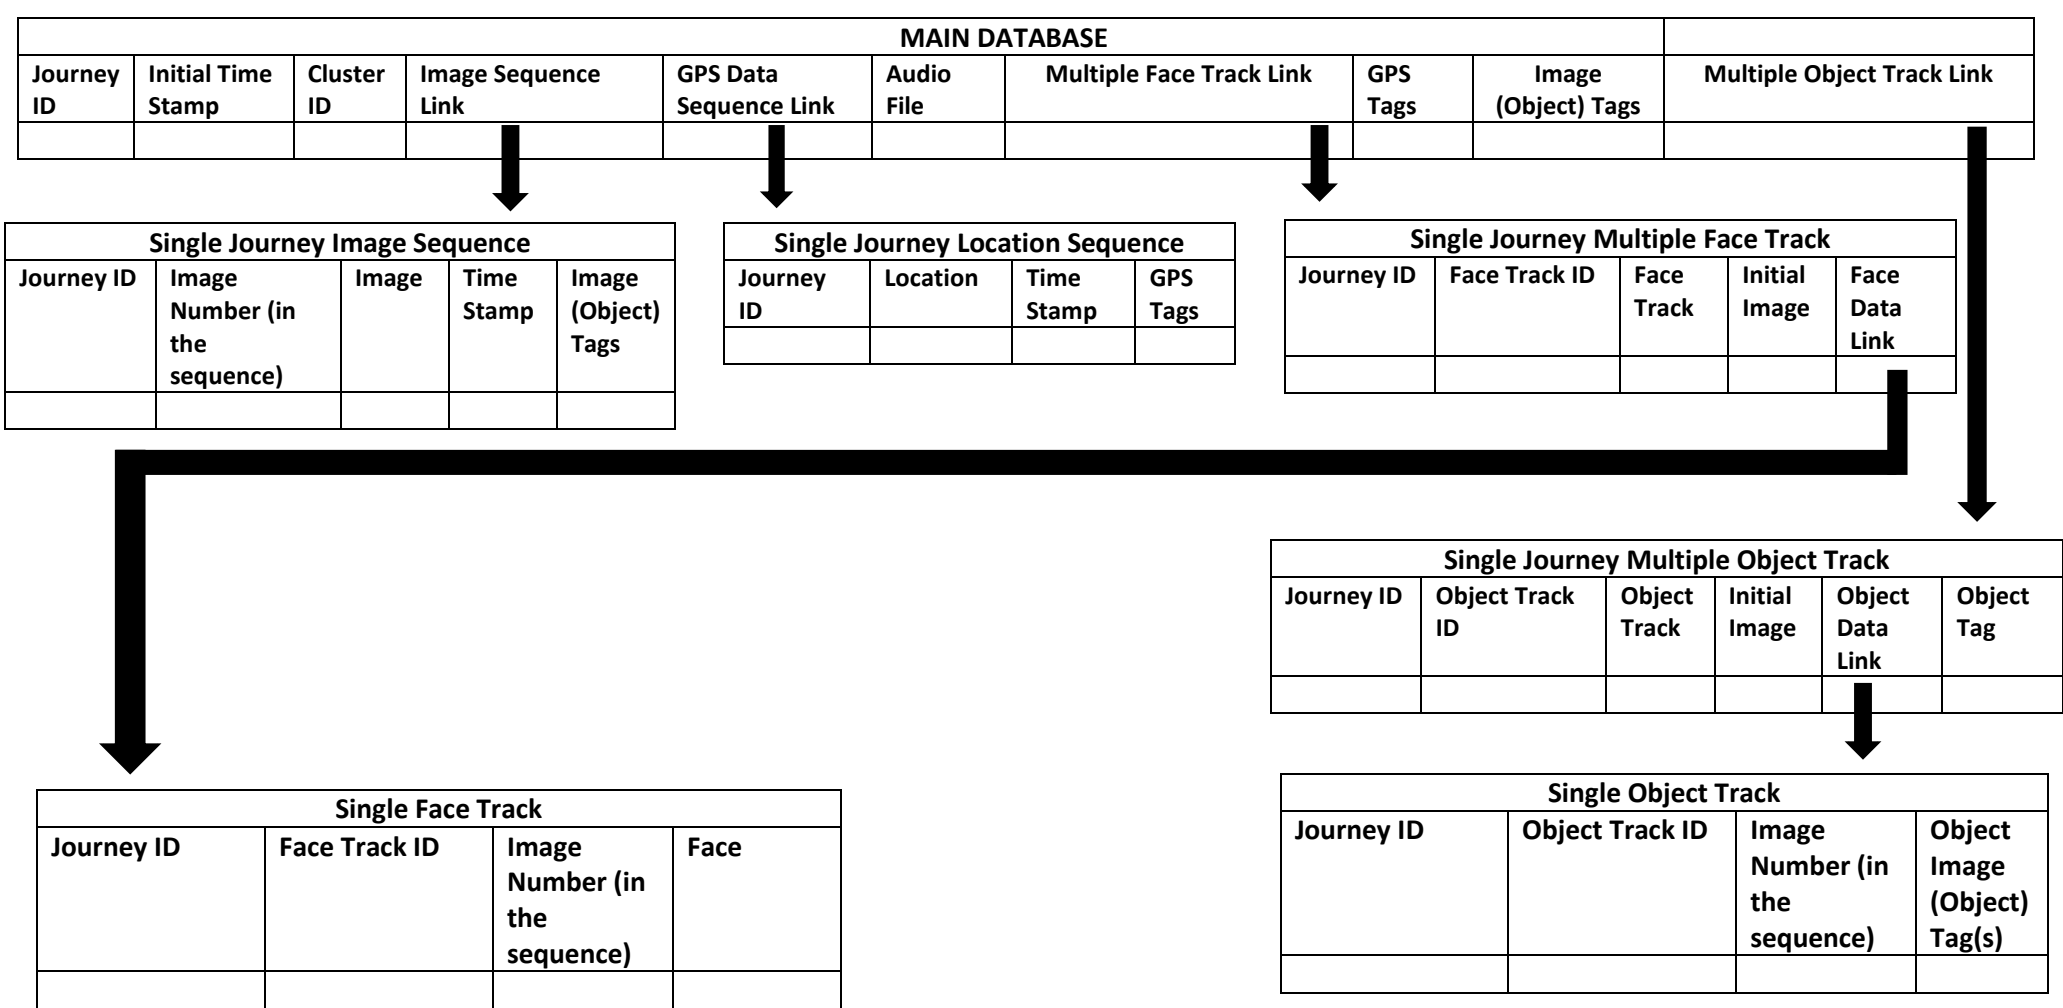 MAIN DATABASE
Journey ID
Initial Time Stamp
Cluster ID
Image Sequence Link
GPS Data Sequence Link
Audio File
Multiple Face Track Link
GPS Tags
Image (Object) Tags
Multiple Object Track Link
Single Journey Image Sequence
Journey ID
Image Number (in the sequence)
Image
Time Stamp
Image (Object) Tags
Single Journey Location Sequence
Journey ID
Location
Time Stamp
GPS Tags
Single Journey Multiple Face Track
Journey ID
Face Track ID
Face Track
Initial Image
Face Data Link
Single Journey Multiple Object Track
Journey ID
Object Track ID
Object Track
Initial Image
Object Data Link
Object Tag
Single Face Track
Journey ID
Face Track ID
Image Number (in the sequence)
Face
Single Object Track
Journey ID
Object Track ID
Image Number (in the sequence)
Object Image (Object) Tag(s)